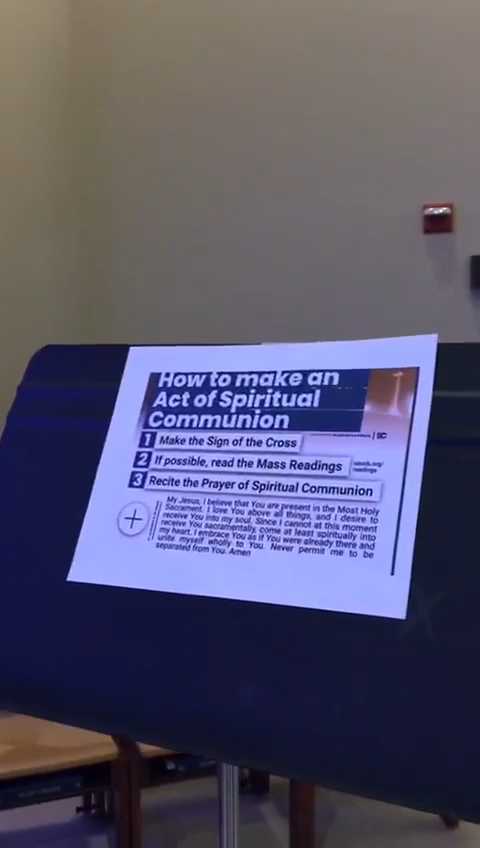 How to make an
Act of Spiritual
Communion
SC
1 Make the Sign of the Cross
2 If possible, read the Mass Readings
usccb.org/
readings
3 Recite the Prayer of Spiritual Communion
My Jesus, I believe that You are present in the Most Holy
Sacrament. I love You above all things, and I desire to
receive You into my soul. Since I cannot at this moment
receive You sacramentally, come at least spiritually into
my heart. I embrace You as if You were already there and
unite myself wholly to You. Never permit me to be
separated from You. Amen